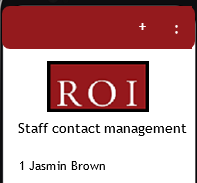 + :
ROI
Staff contact management
1 Jasmin Brown